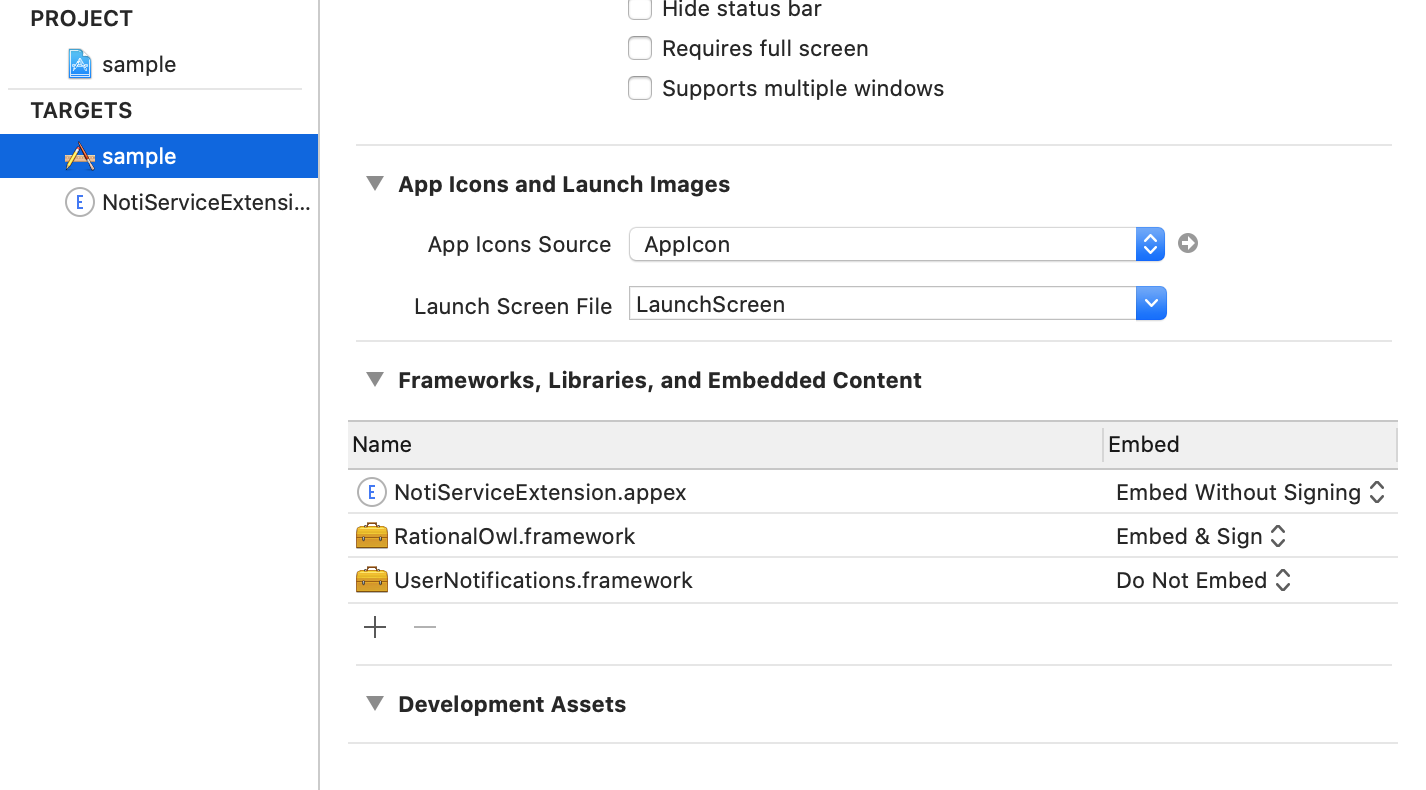 PROJECT
sample
TARGETS
sample
E NotiServiceExtensi...
Hide status bar
Requires full screen
Supports multiple windows
App Icons and Launch Images
App Icons Source AppIcon
Launch Screen File LaunchScreen
Frameworks, Libraries, and Embedded Content
Name Embed
E NotiServiceExtension.appex Embed Without Signing
RationalOwl.framework Embed & Sign
UserNotifications.framework Do Not Embed
Development Assets